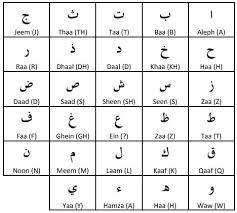 ا ب ت ث ج
Aleph (A) Baa (B) Taa (T) Thaa (TH) Jeem (J)
ح خ د ذ ر
Haa (H) Khaa (KH) Daal (D) Dhaal (DH) Raa (R)
ز س ش ص ض
Zaa (Z) Seen (S) Sheen (SH) Saad (S) Daad (D)
ط ظ ع غ ف
Taa (T) Zaa (Z) Ein (?) Ghein (GH) Faa (F)
ق ك ل م ن
Qaaf (Q) Kaaf (K) Laam (L) Meem (M) Noon (N)
و ه ء ي
Waw (W) Haa (H) Hamza (A) Yaa (Y)